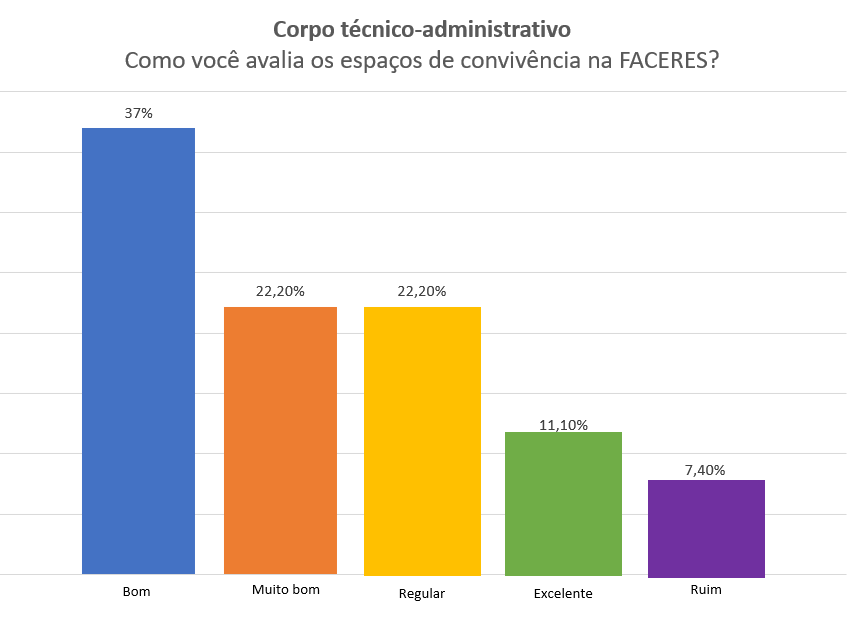 Corpo técnico-administrativo
Como você avalia os espaços de convivência na FACERES?
37%
22,20%
22,20%
11,10%
7,40%
Bom
Muito bom
Regular
Excelente
Ruim